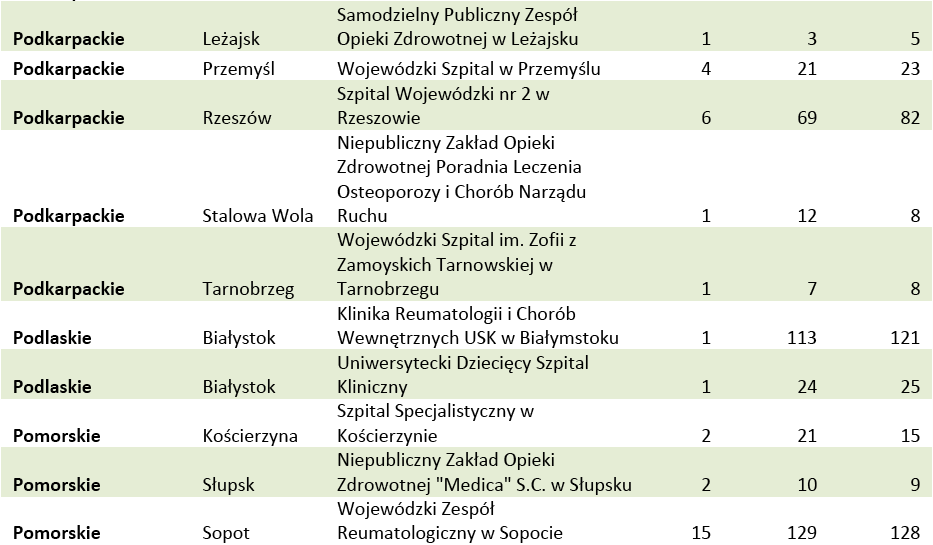 Samodzielny Publiczny Zespół
Podkarpackie Leżajsk Opieki Zdrowotnej w Leżajsku 1 3 5
Podkarpackie Przemyśl Wojewódzki Szpital w Przemyślu 4 21 23
Szpital Wojewódzki nr 2 w
Podkarpackie Rzeszów Rzeszowie 6 69 82
Niepubliczny Zakład Opieki
Zdrowotnej Poradnia Leczenia
Osteoporozy i Chorób Narządu
Podkarpackie Stalowa Wola Ruchu 1 12 8
Wojewódzki Szpital im. Zofii z
Zamoyskich Tarnowskiej w
Podkarpackie Tarnobrzeg Tarnobrzegu 1 7 8
Klinika Reumatologii i Chorób
Podlaskie Białystok Wewnętrznych USK w Białymstoku 1 113 121
Uniwersytecki Dziecięcy Szpital
Podlaskie Białystok Kliniczny 1 24 25
Szpital Specjalistyczny w
Pomorskie Kościerzyna Kościerzynie 2 21 15
Niepubliczny Zakład Opieki
Pomorskie Słupsk Zdrowotnej "Medica" S.C. w Słupsku 2 10 9
Wojewódzki Zespół
Pomorskie Sopot Reumatologiczny w Sopocie 15 129 128